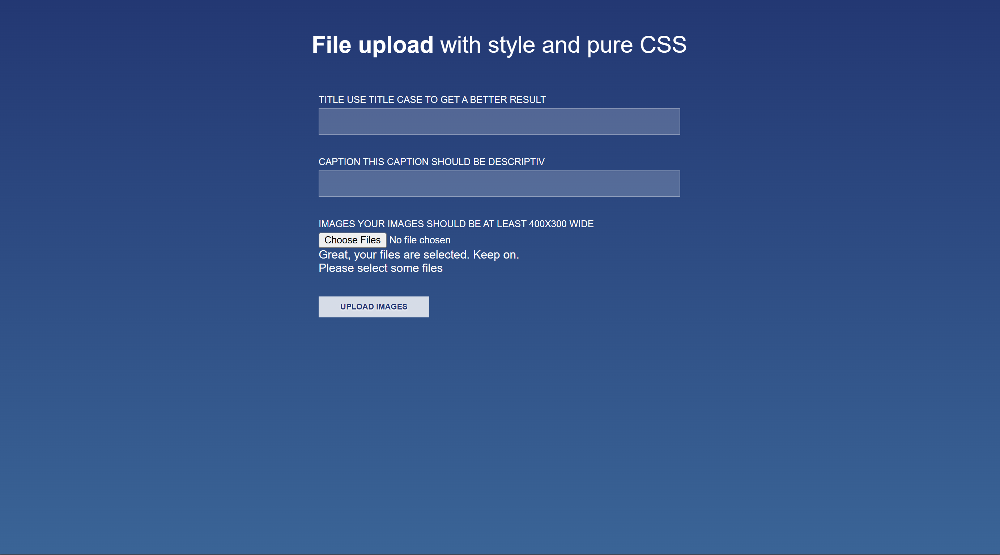 File upload with style and pure CSS
TITLE USE TITLE CASE TO GET A BETTER RESULT
CAPTION THIS CAPTION SHOULD BE DESCRIPTIV
IMAGES YOUR IMAGES SHOULD BE AT LEAST 400X300 WIDE
Choose Files No file chosen
Great, your files are selected. Keep on.
Please select some files
UPLOAD IMAGES